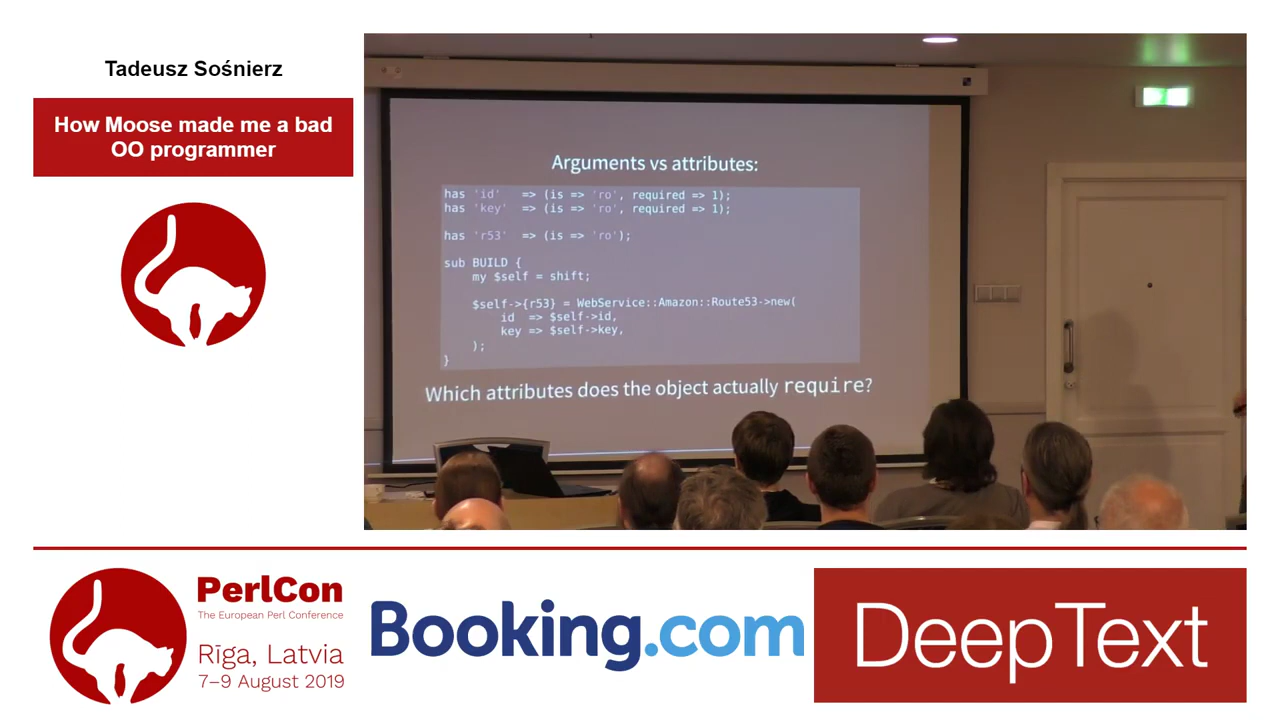 Tadeusz Sośnierz
How Moose made me a bad
OO programmer
Arguments vs attributes:
has 'id' => (is => 'ro', required => 1);
has 'key' => (is => 'ro', required => 1);
has 'r53' => (is => 'ro');
sub BUILD {
my $self = shift;
$self->{r53} = WebService::Amazon::Route53->new(
id => $self->id,
key => $self->key,
);
}
Which attributes does the object actually require?
PerlCon
The European Perl Conference
Rīga, Latvia
7–9 August 2019
Booking.com
DeepText